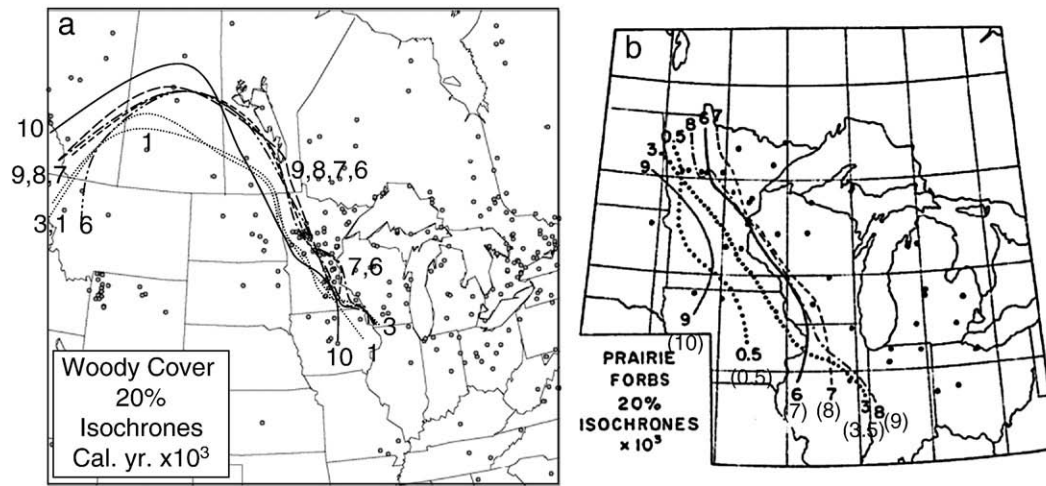 a
10
1
9,8 7
3 1 6
9,8,7,6
7,6
3
10 1
Woody Cover
20%
Isochrones
Cal. yr. x10³
b
8 6 7
0.5
3
9
9
(10)
0.5
(0.5)
6
(7)
7
(8)
3 8
(3.5) (9)
PRAIRIE
FORBS
20%
ISOCHRONES
x 10³